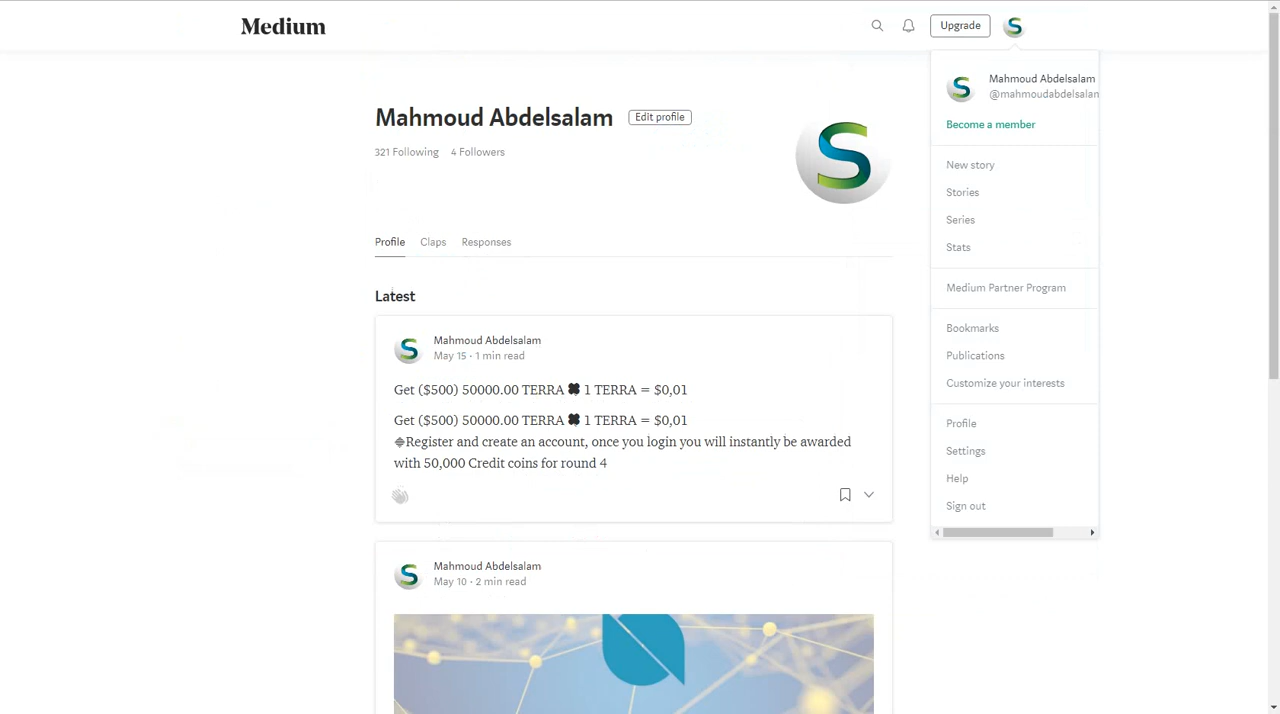 Medium
Upgrade
Mahmoud Abdelsalam
@mahmoudabdelsalam
Become a member
New story
Stories
Series
Stats
Medium Partner Program
Bookmarks
Publications
Customize your interests
Profile
Settings
Help
Sign out
Mahmoud Abdelsalam Edit profile
321 Following 4 Followers
Profile Claps Responses
Latest
Mahmoud Abdelsalam
May 15 · 1 min read
Get ($500) 50000.00 TERRA 🍀 1 TERRA = $0,01
Get ($500) 50000.00 TERRA 🍀 1 TERRA = $0,01
Register and create an account, once you login you will instantly be awarded
with 50,000 Credit coins for round 4
Mahmoud Abdelsalam
May 10 · 2 min read